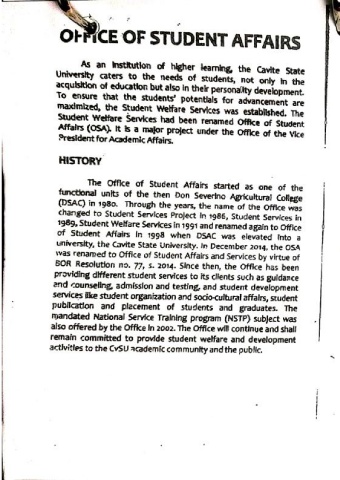 OFFICE OF STUDENT AFFAIRS
As an institution of higher learning, the Cavite State
University caters to the needs of students, not only in the
acquisition of education but also in their personality development.
To ensure that the students' potentials for advancement are
maximized, the Student Welfare Services was established. The
Student Welfare Services had been renamed Office of Student
Affairs (OSA). It is a major project under the Office of the Vice
President for Academic Affairs.
HISTORY
The Office of Student Affairs started as one of the
functional units of the then Don Severino Agricultural College
(DSAC) in 1980. Through the years, the name of the Office was
changed to Student Services Project in 1986, Student Services in
1989, Student Welfare Services in 1991 and renamed again to Office
of Student Affairs in 1998 when DSAC was elevated into a
university, the Cavite State University. In December 2014, the OSA
was renamed to Office of Student Affairs and Services by virtue of
BOR Resolution no. 77, s. 2014. Since then, the Office has been
providing different student services to its clients such as guidance
and counseling, admission and testing, and student development
services like student organization and socio-cultural affairs, student
publication and placement of students and graduates. The
mandated National Service Training program (NSTP) subject was
also offered by the Office in 2002. The Office will continue and shall
remain committed to provide student welfare and development
activities to the CvSU academic community and the public.